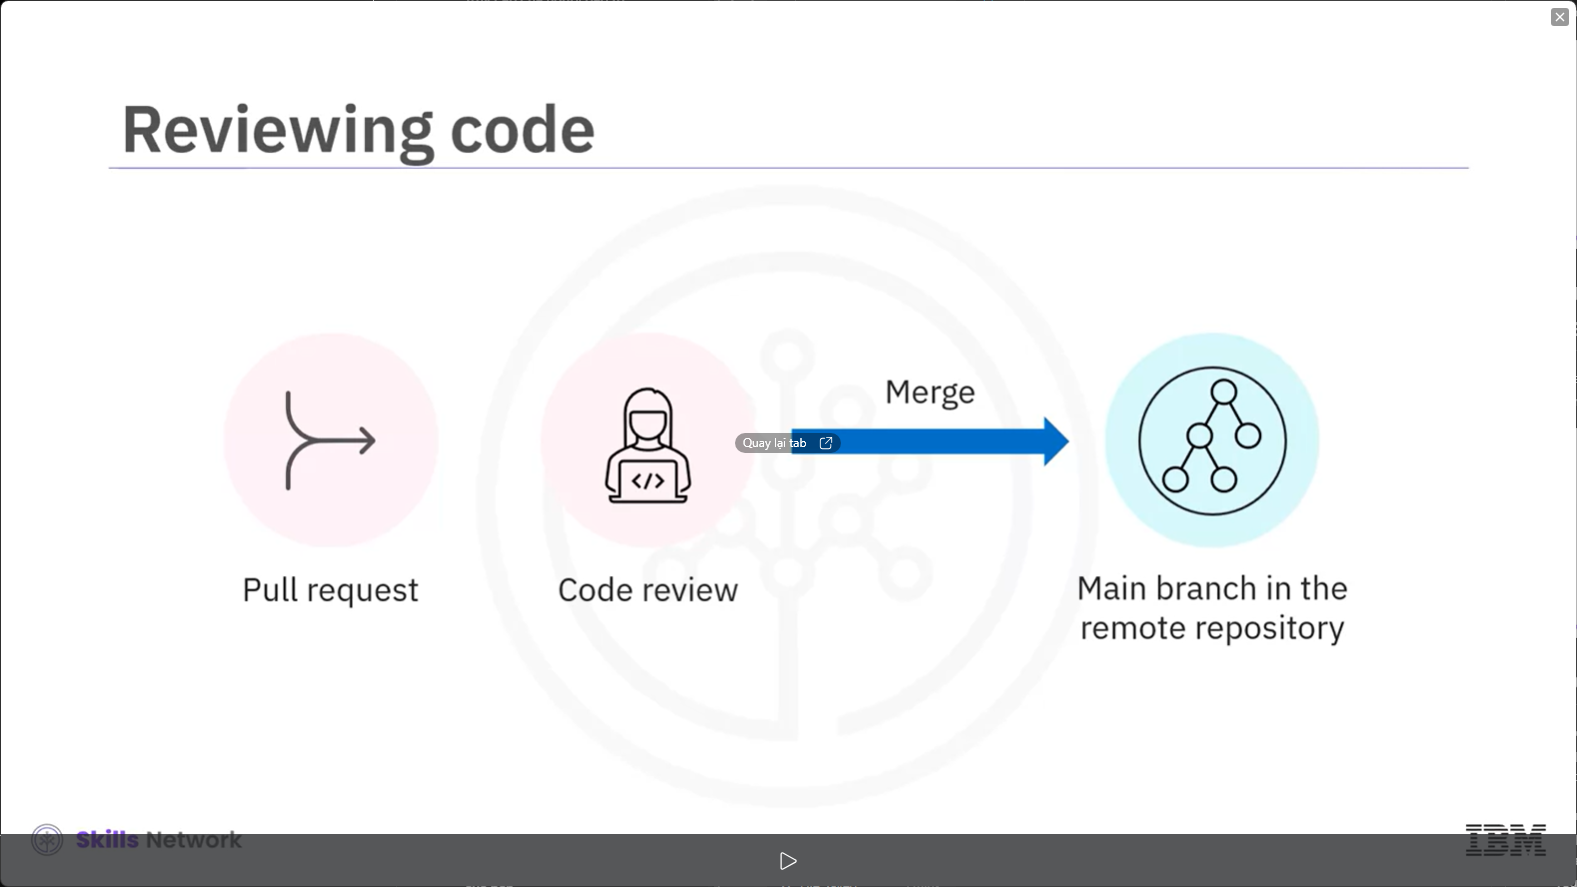 Reviewing code
Merge
Quay lại tab
</>
Pull request
Code review
Main branch in the
remote repository
Skills Network
IBM